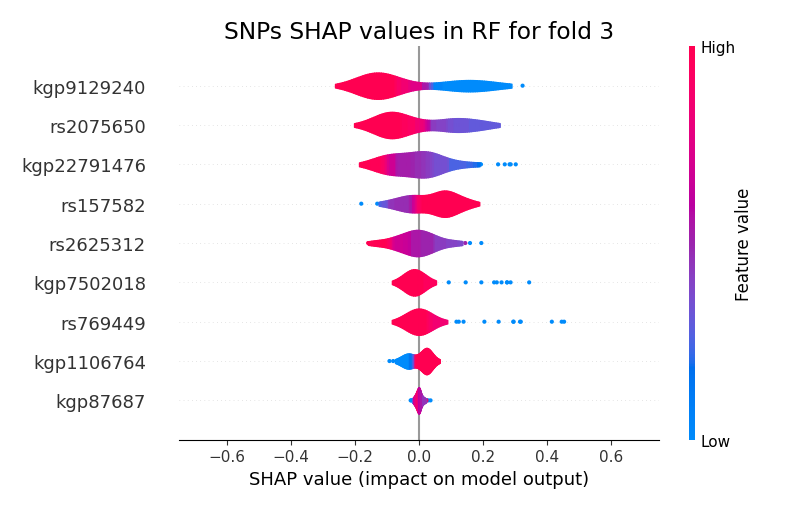 SNPs SHAP values in RF for fold 3
High
kgp9129240
rs2075650
kgp22791476
rs157582
rs2625312
kgp7502018
rs769449
kgp1106764
kgp87687
Feature value
Low
−0.6 −0.4 −0.2 0.0 0.2 0.4 0.6
SHAP value (impact on model output)